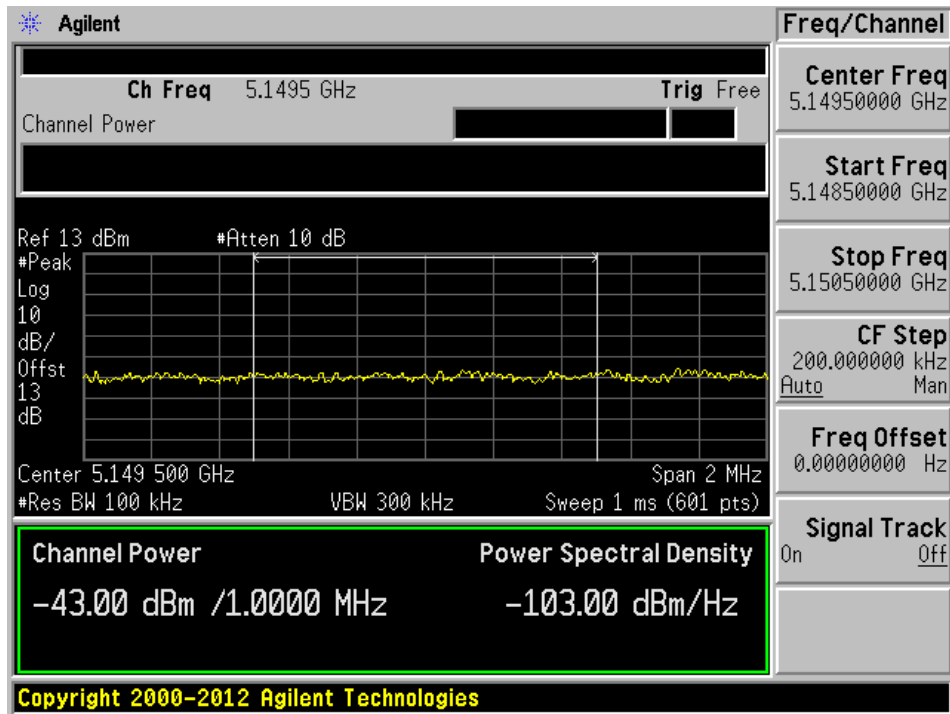 Agilent
Freq/Channel
Ch Freq 5.1495 GHz Trig Free
Channel Power
Ref 13 dBm #Atten 10 dB
#Peak
Log
10
dB/
Offst
13
dB
Center 5.149 500 GHz Span 2 MHz
#Res BW 100 kHz VBW 300 kHz Sweep 1 ms (601 pts)
Channel Power Power Spectral Density
-43.00 dBm /1.0000 MHz -103.00 dBm/Hz
Copyright 2000-2012 Agilent Technologies
Center Freq
5.14950000 GHz
Start Freq
5.14850000 GHz
Stop Freq
5.15050000 GHz
CF Step
200.000000 kHz
Auto Man
Freq Offset
0.00000000 Hz
Signal Track
On Off